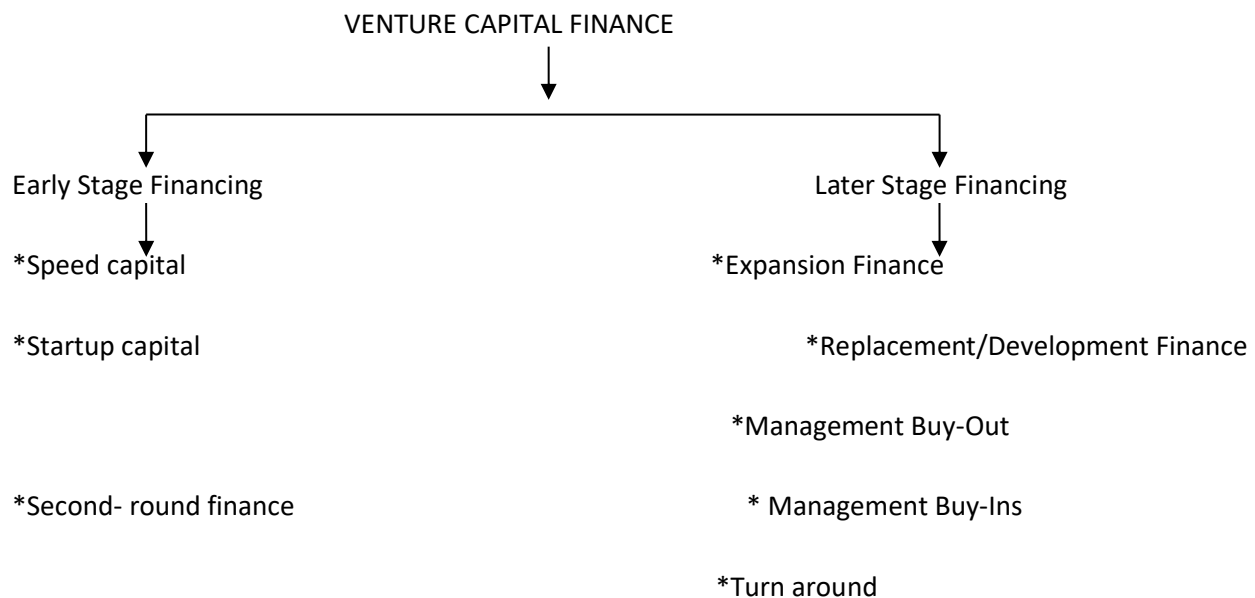 VENTURE CAPITAL FINANCE
Early Stage Financing
Later Stage Financing
*Speed capital
*Expansion Finance
*Startup capital
*Replacement/Development Finance
*Management Buy-Out
*Second- round finance
* Management Buy-Ins
*Turn around